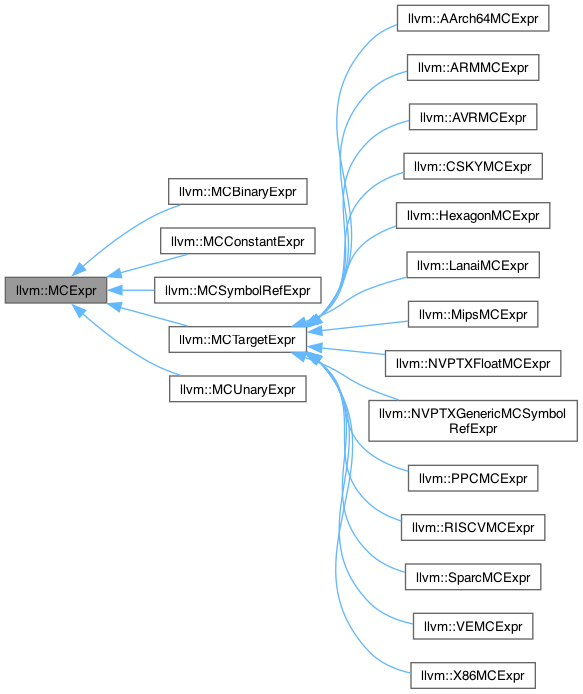 llvm::AArch64MCExpr
llvm::ARMMCExpr
llvm::AVRMCExpr
llvm::CSKYMCExpr
llvm::MCBinaryExpr
llvm::HexagonMCExpr
llvm::MCConstantExpr
llvm::LanaiMCExpr
llvm::MCExpr
llvm::MCSymbolRefExpr
llvm::MipsMCExpr
llvm::MCTargetExpr
llvm::NVPTXFloatMCExpr
llvm::MCUnaryExpr
llvm::NVPTXGenericMCSymbol
RefExpr
llvm::PPCMCExpr
llvm::RISCVMCExpr
llvm::SparcMCExpr
llvm::VEMCExpr
llvm::X86MCExpr